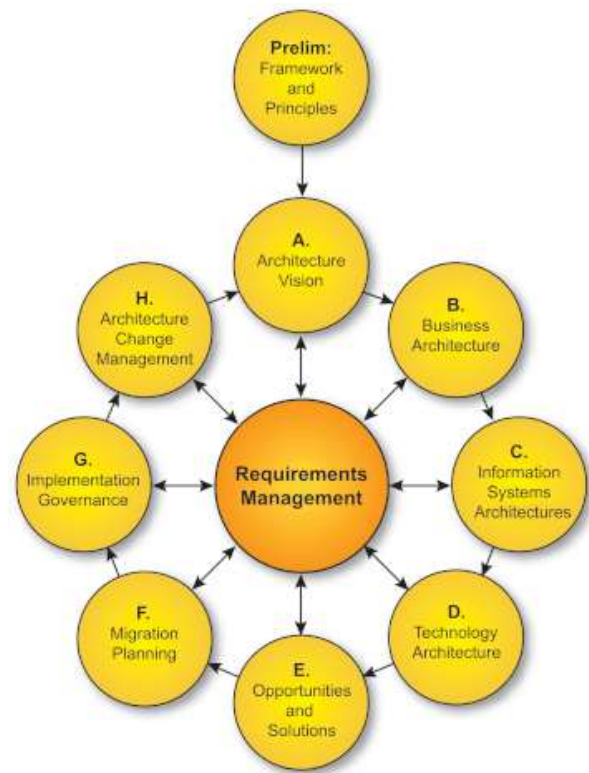 Prelim:
Framework
and
Principles
A.
Architecture
Vision
B.
Business
Architecture
C.
Information
Systems
Architectures
D.
Technology
Architecture
E.
Opportunities
and
Solutions
F.
Migration
Planning
G.
Implementation
Governance
H.
Architecture
Change
Management
Requirements
Management